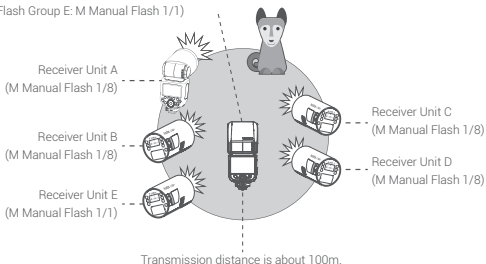 Flash Group E: M Manual Flash 1/1)
Receiver Unit A
(M Manual Flash 1/8)
Receiver Unit B
(M Manual Flash 1/8)
Receiver Unit E
(M Manual Flash 1/1)
Receiver Unit C
(M Manual Flash 1/8)
Receiver Unit D
(M Manual Flash 1/8)
Transmission distance is about 100m.